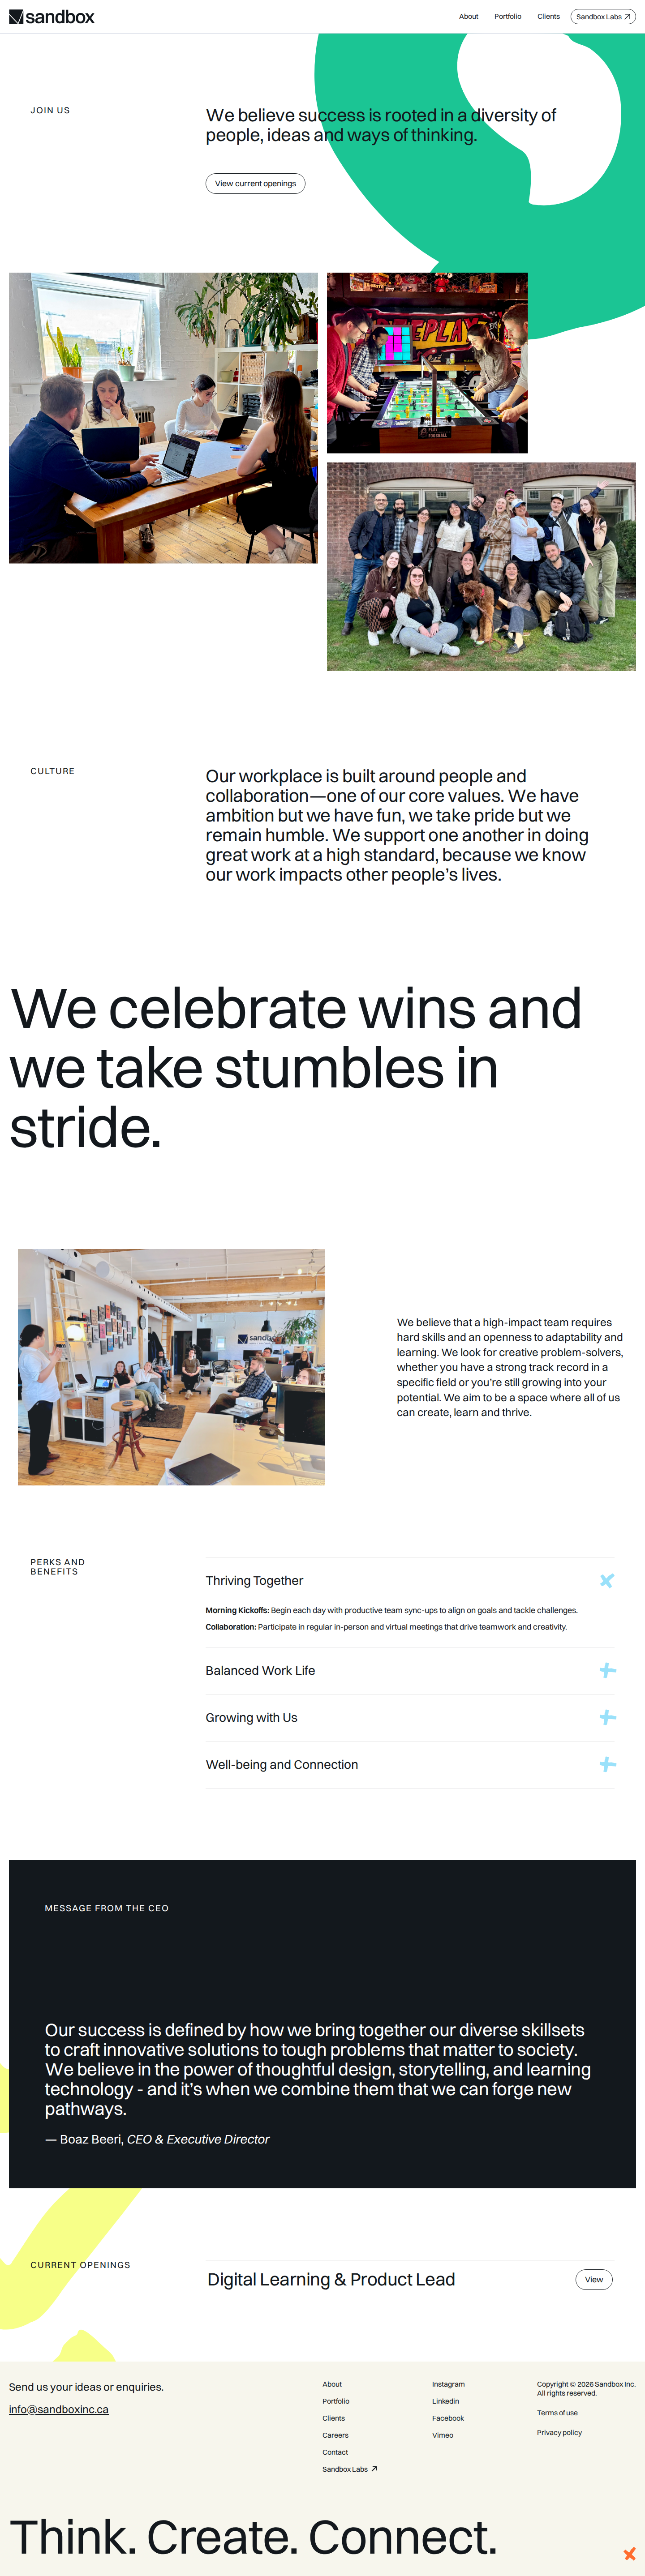 sandbox
About Portfolio Clients Sandbox Labs
JOIN US
We believe success is rooted in a diversity of
people, ideas and ways of thinking.
View current openings
CULTURE
Our workplace is built around people and
collaboration—one of our core values. We have
ambition but we have fun, we take pride but we
remain humble. We support one another in doing
great work at a high standard, because we know
our work impacts other people’s lives.
We celebrate wins and
we take stumbles in
stride.
sandbox
We believe that a high-impact team requires
hard skills and an openness to adaptability and
learning. We look for creative problem-solvers,
whether you have a strong track record in a
specific field or you’re still growing into your
potential. We aim to be a space where all of us
can create, learn and thrive.
PERKS AND
BENEFITS
Thriving Together
Morning Kickoffs: Begin each day with productive team sync-ups to align on goals and tackle challenges.
Collaboration: Participate in regular in-person and virtual meetings that drive teamwork and creativity.
Balanced Work Life
Growing with Us
Well-being and Connection
MESSAGE FROM THE CEO
Our success is defined by how we bring together our diverse skillsets
to craft innovative solutions to tough problems that matter to society.
We believe in the power of thoughtful design, storytelling, and learning
technology - and it’s when we combine them that we can forge new
pathways.
— Boaz Beeri, CEO & Executive Director
CURRENT OPENINGS
Digital Learning & Product Lead
View
Send us your ideas or enquiries.
info@sandboxinc.ca
About
Portfolio
Clients
Careers
Contact
Sandbox Labs
Instagram
Linkedin
Facebook
Vimeo
Copyright © 2026 Sandbox Inc.
All rights reserved.
Terms of use
Privacy policy
Think. Create. Connect.